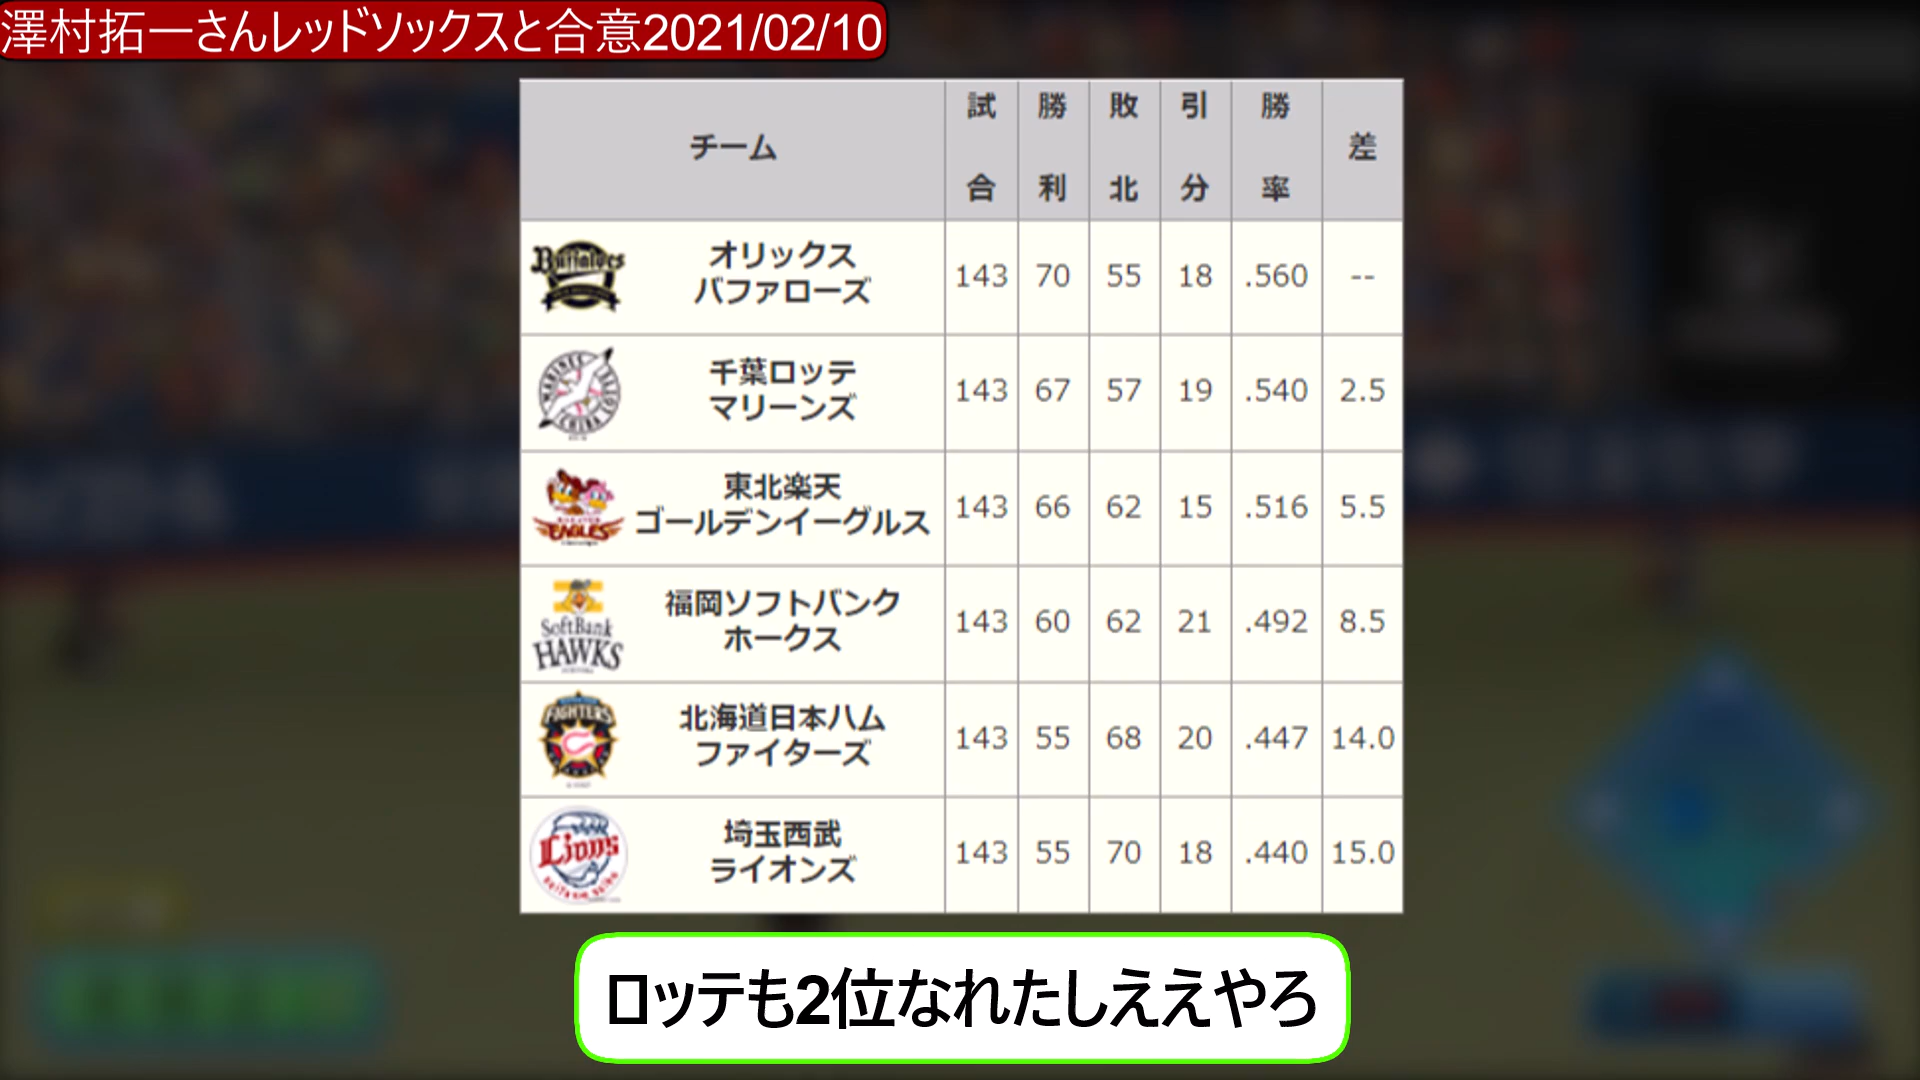 澤村拓一さんレッドソックスと合意2021/02/10
チーム 試合 勝利 敗北 引分 勝率 差
Buffaloes オリックス バファローズ 143 70 55 18 .560 --
MARINES CHIBA 千葉ロッテ マリーンズ 143 67 57 19 .540 2.5
EAGLES 東北楽天 ゴールデンイーグルス 143 66 62 15 .516 5.5
SoftBank HAWKS 福岡ソフトバンク ホークス 143 60 62 21 .492 8.5
FIGHTERS 北海道日本ハム ファイターズ 143 55 68 20 .447 14.0
Lions 埼玉西武 ライオンズ 143 55 70 18 .440 15.0
ロッテも2位なれたしええやろ